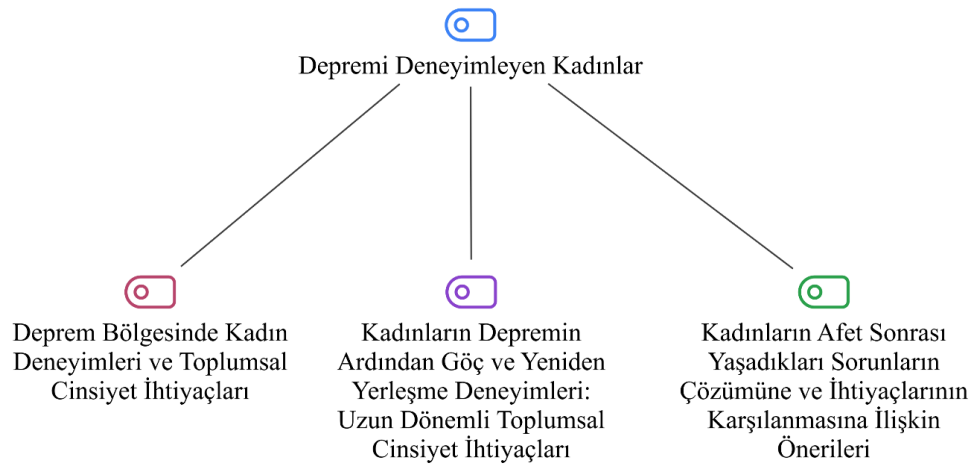 Depremi Deneyimleyen Kadınlar
Deprem Bölgesinde Kadın
Deneyimleri ve Toplumsal
Cinsiyet İhtiyaçları
Kadınların Depremin
Ardından Göç ve Yeniden
Yerleşme Deneyimleri:
Uzun Dönemli Toplumsal
Cinsiyet İhtiyaçları
Kadınların Afet Sonrası
Yaşadıkları Sorunların
Çözümüne ve İhtiyaçlarının
Karşılanmasına İlişkin
Önerileri